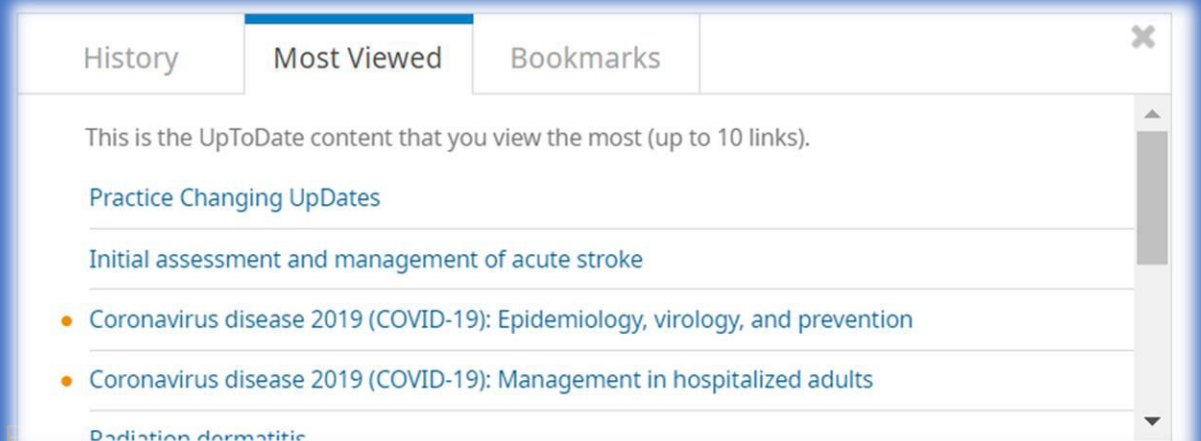 History
Most Viewed
Bookmarks
This is the UpToDate content that you view the most (up to 10 links).
Practice Changing UpDates
Initial assessment and management of acute stroke
Coronavirus disease 2019 (COVID-19): Epidemiology, virology, and prevention
Coronavirus disease 2019 (COVID-19): Management in hospitalized adults
Radiation dermatitis